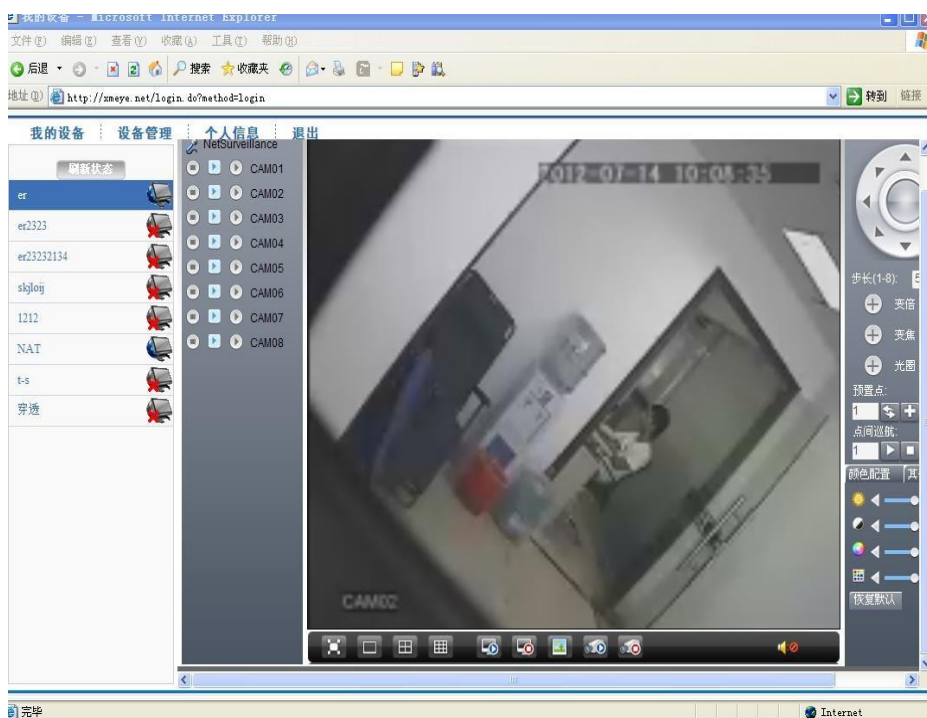 我的设备 - Microsoft Internet Explorer
文件(F) 编辑(E) 查看(V) 收藏(A) 工具(T) 帮助(H)
后退 搜索 收藏夹
地址(D) http://xmeye.net/login.do?method=login 转到 链接
我的设备 设备管理 个人信息 退出
刷新状态
er
er2323
er23232134
skjloij
1212
NAT
t-s
穿透
NetSurveillance
CAM01
CAM02
CAM03
CAM04
CAM05
CAM06
CAM07
CAM08
2012-07-14 10:08:35
CAM02
步长(1-8): 5
变倍
变焦
光圈
预置点:
1
点间巡航:
1
颜色配置 其
恢复默认
完毕 Internet